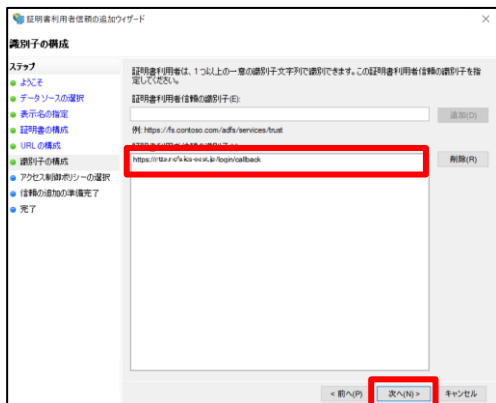 証明書利用者信頼の追加ウィザード
識別子の構成
ステップ
ようこそ
データソースの選択
表示名の指定
証明書の構成
URL の構成
識別子の構成
アクセス制御ポリシーの選択
信頼の追加の準備完了
完了
証明書利用者は、1 つ以上の一意の識別子文字列で識別できます。この証明書利用者信頼の識別子を指
定してください。
証明書利用者信頼の識別子(E):
追加(D)
例: https://fs.contoso.com/adfs/services/trust
/login/callback
削除(R)
< 前へ(P)
次へ(N) >
キャンセル